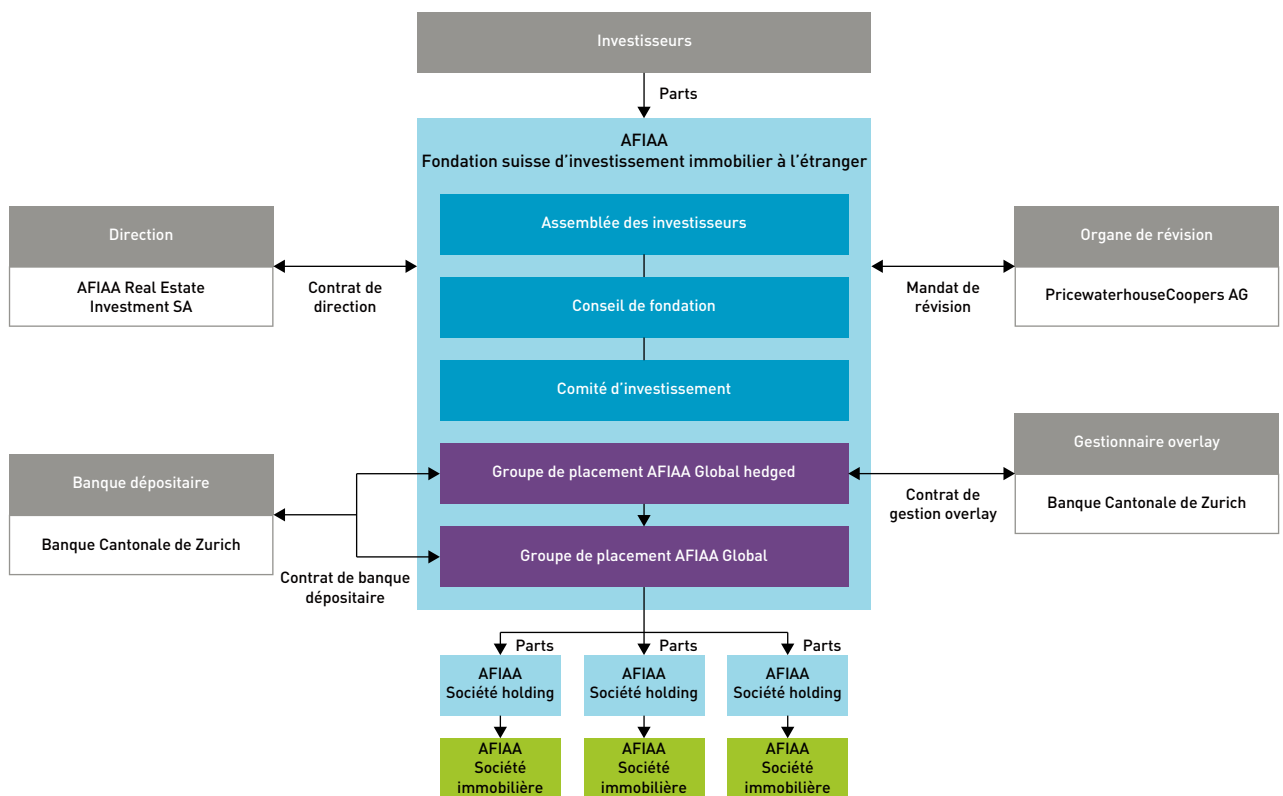 Investisseurs
Parts
AFIAA
Fondation suisse d’investissement immobilier à l’étranger
Assemblée des investisseurs
Direction
AFIAA Real Estate
Investment SA
Contrat de
direction
Conseil de fondation
Mandat de
révision
Organe de révision
PricewaterhouseCoopers AG
Comité d’investissement
Groupe de placement AFIAA Global hedged
Gestionnaire overlay
Banque Cantonale de Zurich
Contrat de
gestion overlay
Banque dépositaire
Banque Cantonale de Zurich
Contrat de banque
dépositaire
Groupe de placement AFIAA Global
Parts
Parts
Parts
AFIAA
Société holding
AFIAA
Société holding
AFIAA
Société holding
AFIAA
Société
immobilière
AFIAA
Société
immobilière
AFIAA
Société
immobilière